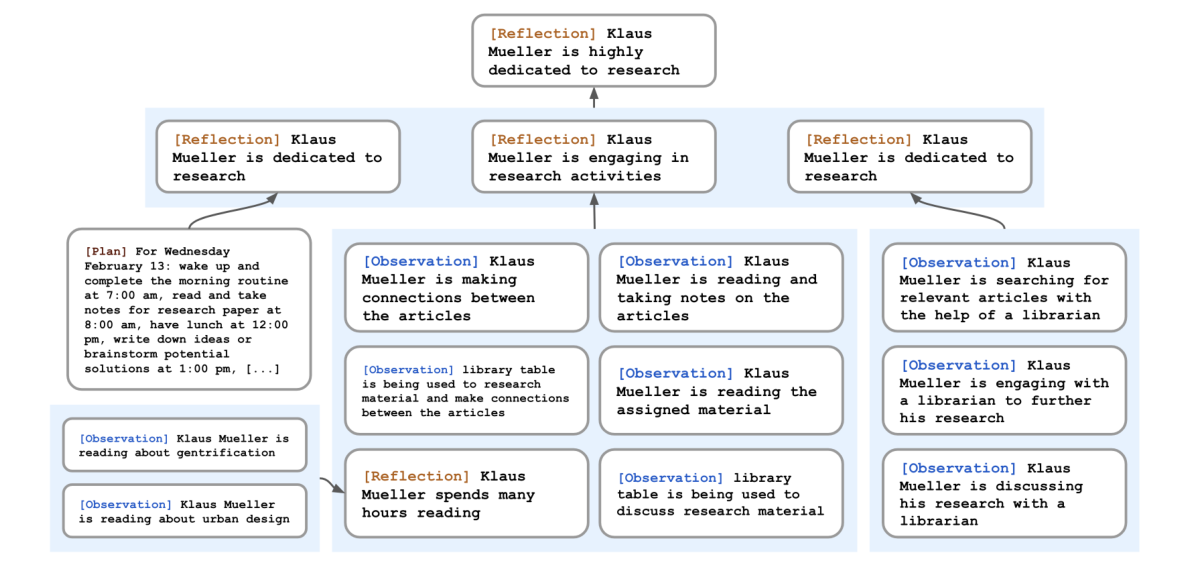 [Reflection] Klaus
Mueller is highly
dedicated to research
[Reflection] Klaus
Mueller is dedicated to
research
[Reflection] Klaus
Mueller is engaging in
research activities
[Reflection] Klaus
Mueller is dedicated to
research
[Plan] For Wednesday
February 13: wake up and
complete the morning routine
at 7:00 am, read and take
notes for research paper at
8:00 am, have lunch at 12:00
pm, write down ideas or
brainstorm potential
solutions at 1:00 pm, [...]
[Observation] Klaus Mueller is
reading about gentrification
[Observation] Klaus Mueller
is reading about urban design
[Observation] Klaus
Mueller is making
connections between
the articles
[Observation] Klaus
Mueller is reading and
taking notes on the
articles
[Observation] library table
is being used to research
material and make connections
between the articles
[Observation] Klaus
Mueller is reading the
assigned material
[Reflection] Klaus
Mueller spends many
hours reading
[Observation] library
table is being used to
discuss research material
[Observation] Klaus
Mueller is searching for
relevant articles with
the help of a librarian
[Observation] Klaus
Mueller is engaging with
a librarian to further
his research
[Observation] Klaus
Mueller is discussing
his research with a
librarian